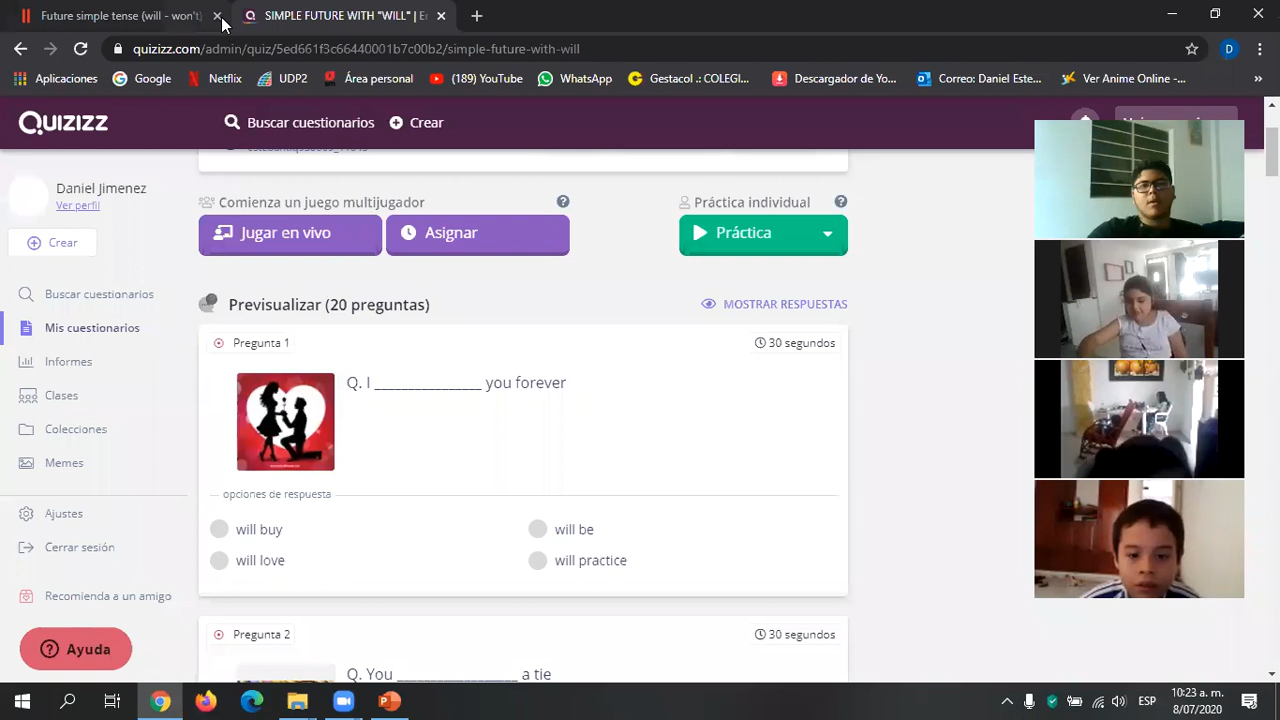 Future simple tense (will - won't)
SIMPLE FUTURE WITH "WILL" |
quizizz.com/admin/quiz/5ed661f3c66440001b7c00b2/simple-future-with-will
D
Aplicaciones
Google
Netflix
UDP2
Área personal
(189) YouTube
WhatsApp
Gestacol .: COLEGI...
Descargador de Yo...
Correo: Daniel Este...
Ver Anime Online -...
»
QUIZIZZ
Buscar cuestionarios
Crear
Daniel Jimenez
Ver perfil
Crear
Buscar cuestionarios
Mis cuestionarios
Informes
Clases
Colecciones
Memes
Ajustes
Cerrar sesión
Recomienda a un amigo
Ayuda
Comienza un juego multijugador
Práctica individual
Jugar en vivo
Asignar
Práctica
Previsualizar (20 preguntas)
MOSTRAR RESPUESTAS
Pregunta 1
30 segundos
Q. I ________________ you forever
opciones de respuesta
will buy
will be
will love
will practice
Pregunta 2
30 segundos
Q. You __________________ a tie
ESP
10:23 a. m.
8/07/2020